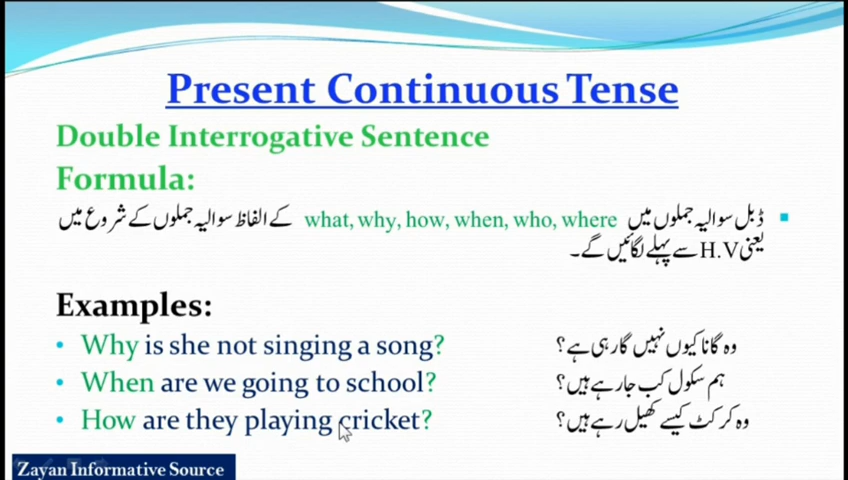 Present Continuous Tense
Double Interrogative Sentence
Formula:
ڈبل سوالیہ جملوں میں what, why, how, when, who, where کے الفاظ سوالیہ جملوں کے شروع میں
یعنی H.V سے پہلے لگائیں گے۔
Examples:
• Why is she not singing a song? وہ گانا کیوں نہیں گا رہی ہے؟
• When are we going to school? ہم سکول کب جا رہے ہیں؟
• How are they playing cricket? وہ کرکٹ کیسے کھیل رہے ہیں؟
Zayan Informative Source